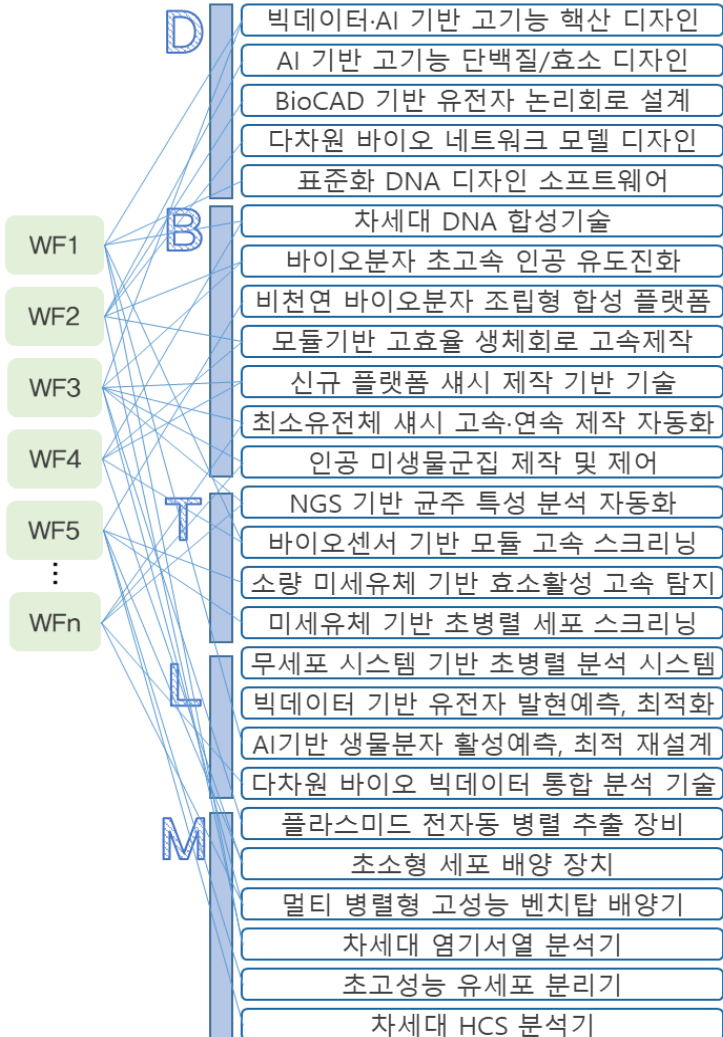 D
빅데이터·AI 기반 고기능 핵산 디자인
AI 기반 고기능 단백질/효소 디자인
BioCAD 기반 유전자 논리회로 설계
다차원 바이오 네트워크 모델 디자인
표준화 DNA 디자인 소프트웨어
B
차세대 DNA 합성기술
바이오분자 초고속 인공 유도진화
비천연 바이오분자 조립형 합성 플랫폼
모듈기반 고효율 생체회로 고속제작
신규 플랫폼 섀시 제작 기반 기술
최소유전체 섀시 고속·연속 제작 자동화
인공 미생물군집 제작 및 제어
T
NGS 기반 균주 특성 분석 자동화
바이오센서 기반 모듈 고속 스크리닝
소량 미세유체 기반 효소활성 고속 탐지
미세유체 기반 초병렬 세포 스크리닝
L
무세포 시스템 기반 초병렬 분석 시스템
빅데이터 기반 유전자 발현예측, 최적화
AI기반 생물분자 활성예측, 최적 재설계
다차원 바이오 빅데이터 통합 분석 기술
M
플라스미드 전자동 병렬 추출 장비
초소형 세포 배양 장치
멀티 병렬형 고성능 벤치탑 배양기
차세대 염기서열 분석기
초고성능 유세포 분리기
차세대 HCS 분석기
WF1
WF2
WF3
WF4
WF5
⋮
WFn